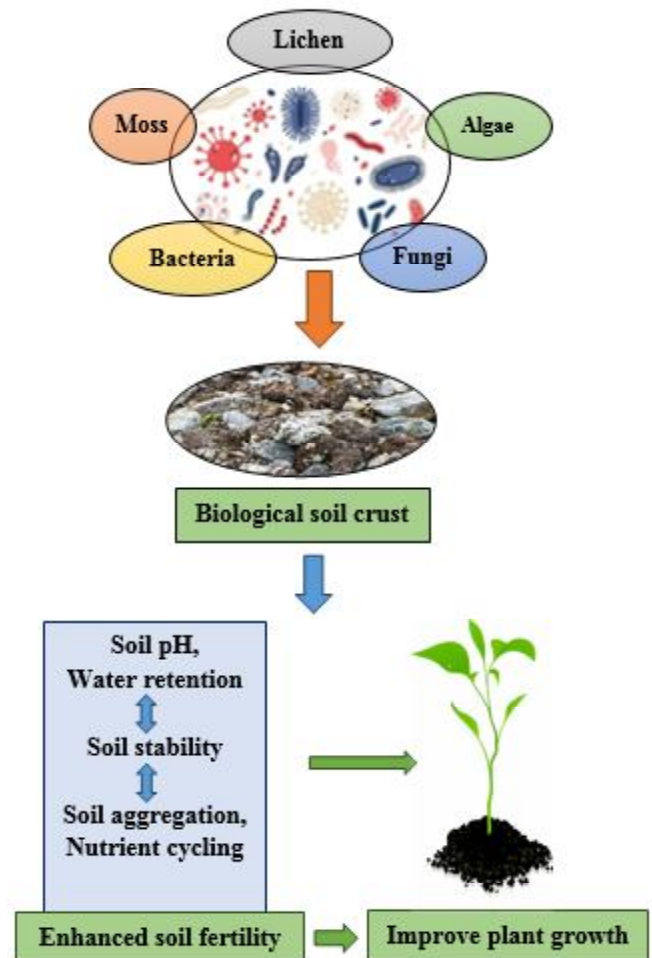 Lichen
Moss
Algae
Bacteria
Fungi
Biological soil crust
Soil pH,
Water retention
Soil stability
Soil aggregation,
Nutrient cycling
Enhanced soil fertility
Improve plant growth